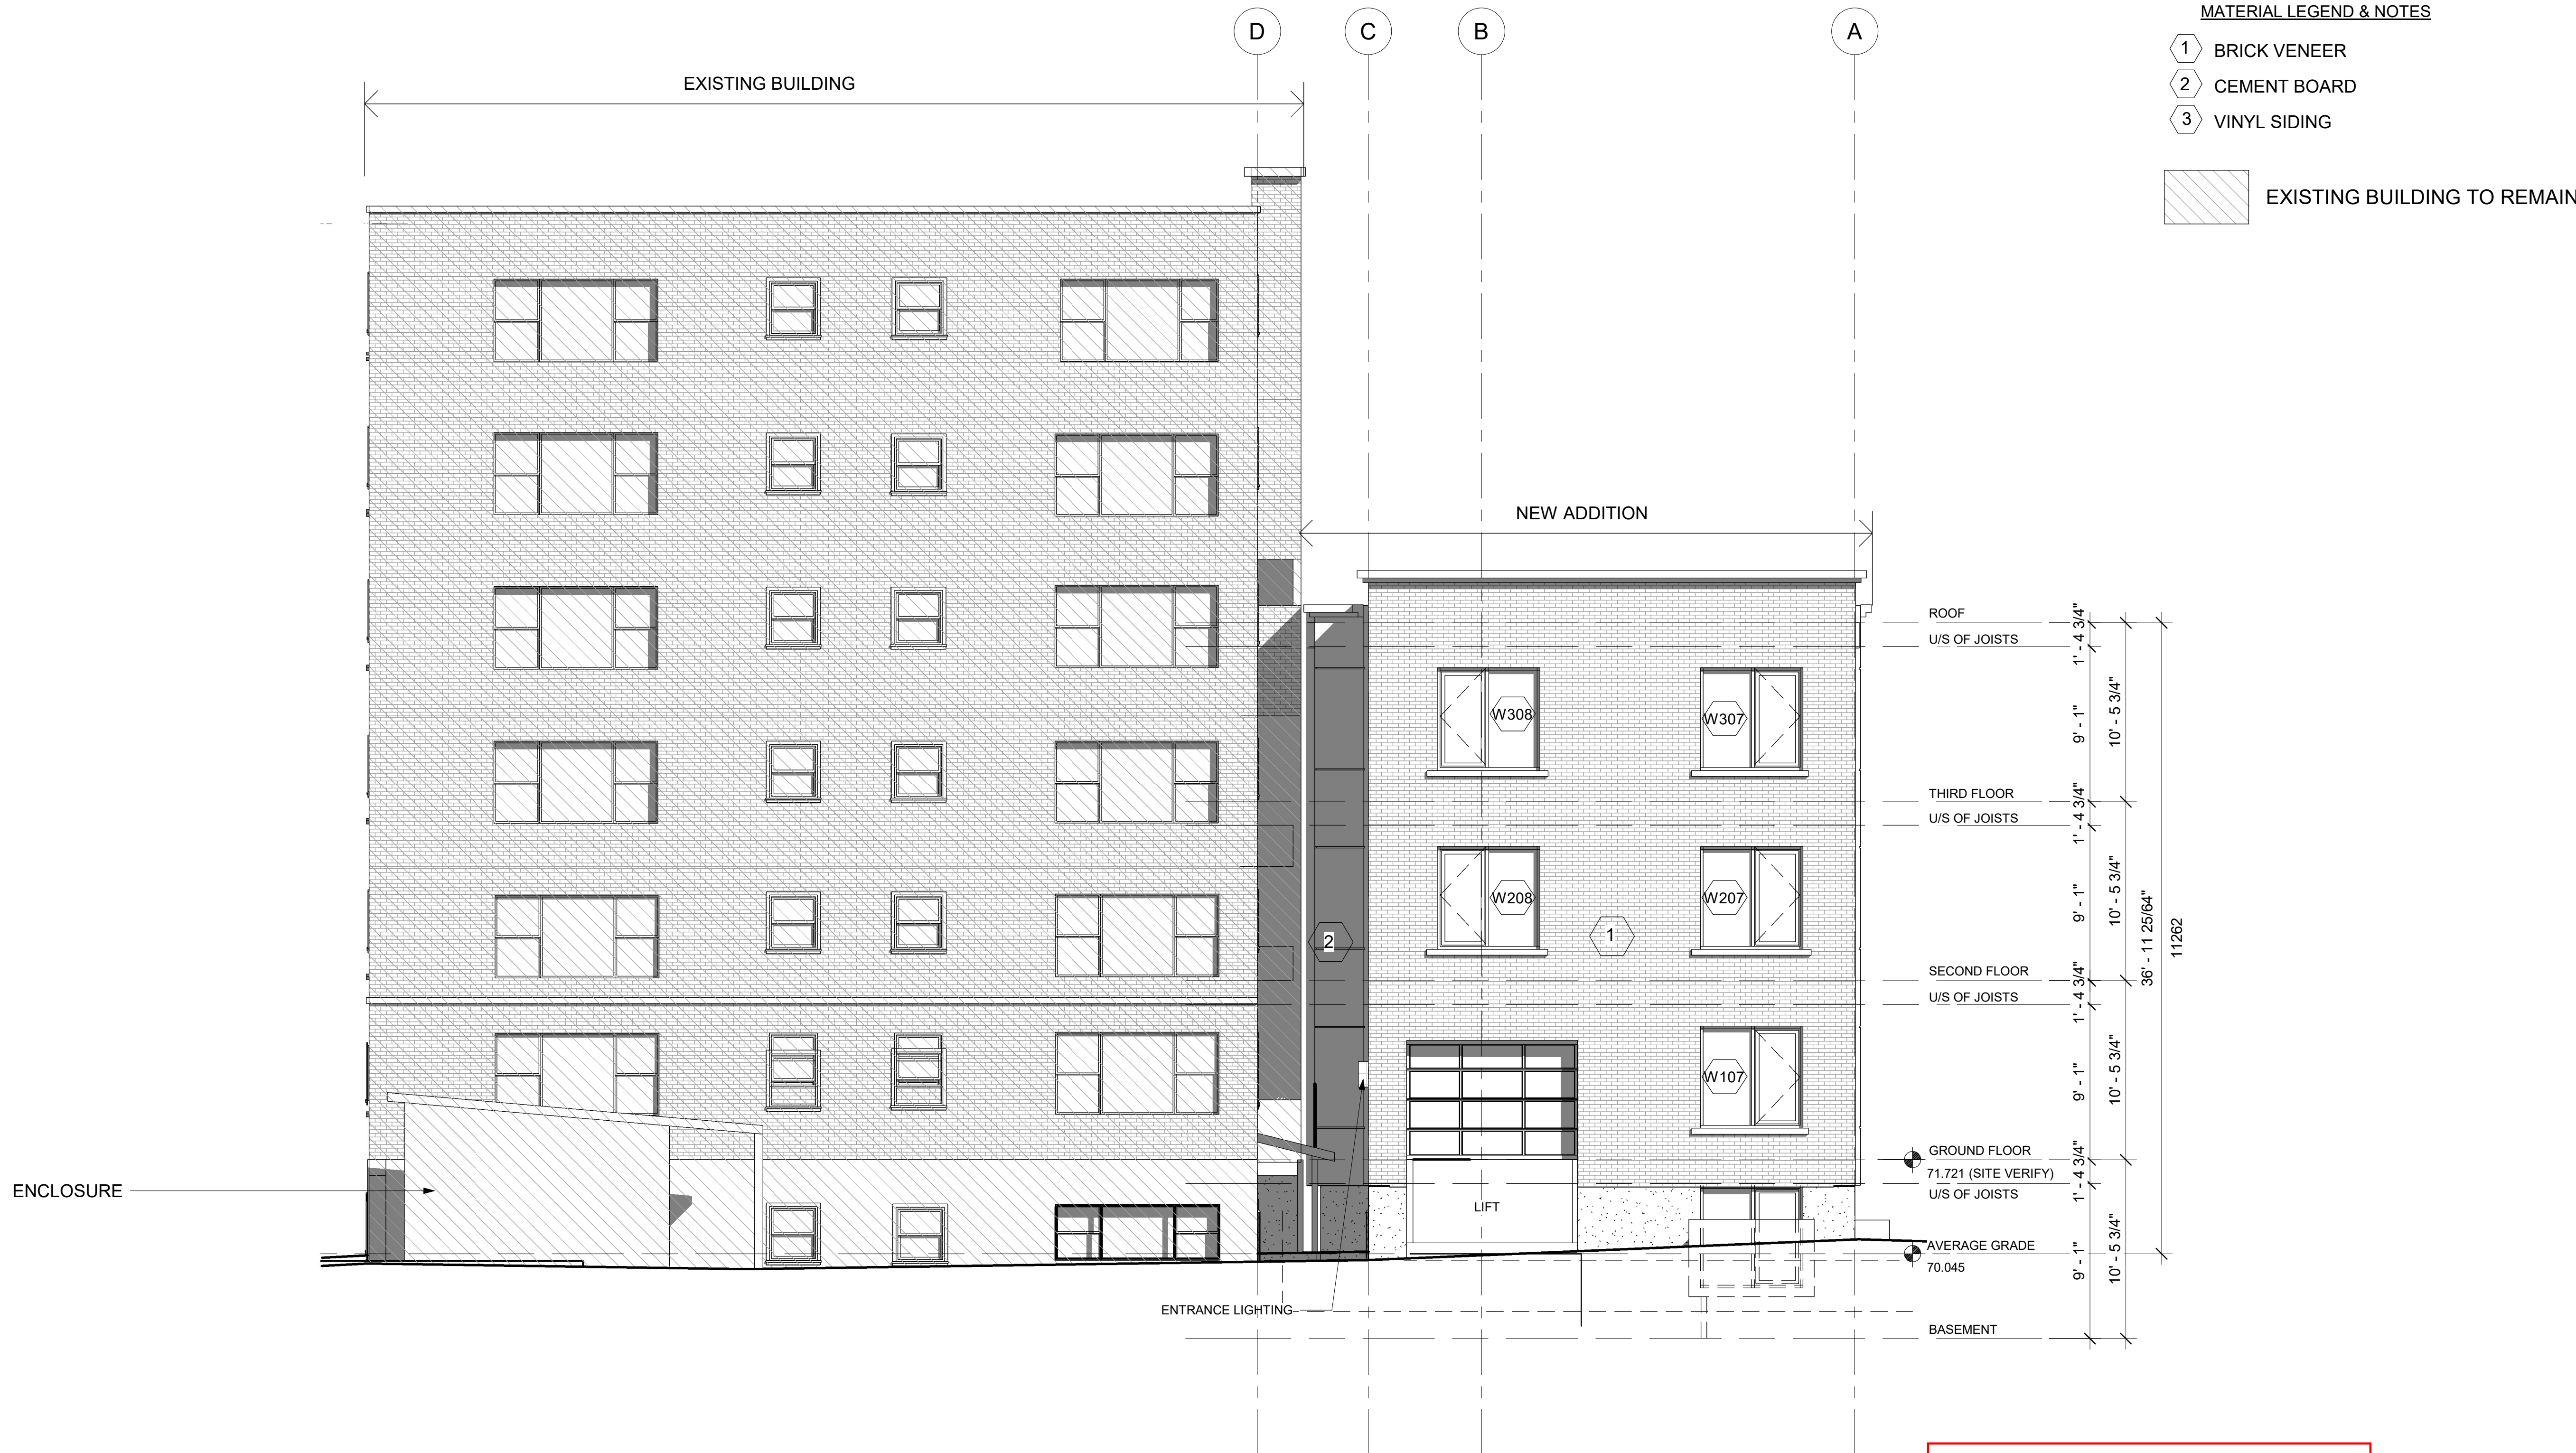 MATERIAL LEGEND & NOTES
1 BRICK VENEER
2 CEMENT BOARD
3 VINYL SIDING
EXISTING BUILDING TO REMAIN
D C B A
EXISTING BUILDING
NEW ADDITION
ROOF
U/S OF JOISTS
1' - 4 3/4"
W308
W307
9' - 1"
10' - 5 3/4"
THIRD FLOOR
U/S OF JOISTS
1' - 4 3/4"
W208
W207
9' - 1"
10' - 5 3/4"
2
1
36' - 11 25/64"
11262
SECOND FLOOR
U/S OF JOISTS
1' - 4 3/4"
W107
9' - 1"
10' - 5 3/4"
GROUND FLOOR
71.721 (SITE VERIFY)
U/S OF JOISTS
1' - 4 3/4"
ENCLOSURE
LIFT
AVERAGE GRADE
70.045
9' - 1"
10' - 5 3/4"
ENTRANCE LIGHTING
BASEMENT